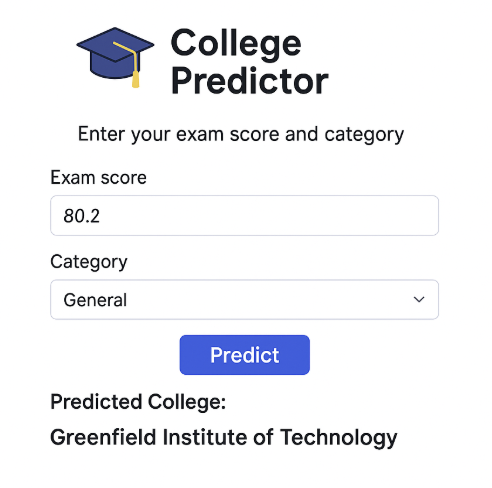 College
Predictor
Enter your exam score and category
Exam score
80.2
Category
General
Predict
Predicted College:
Greenfield Institute of Technology